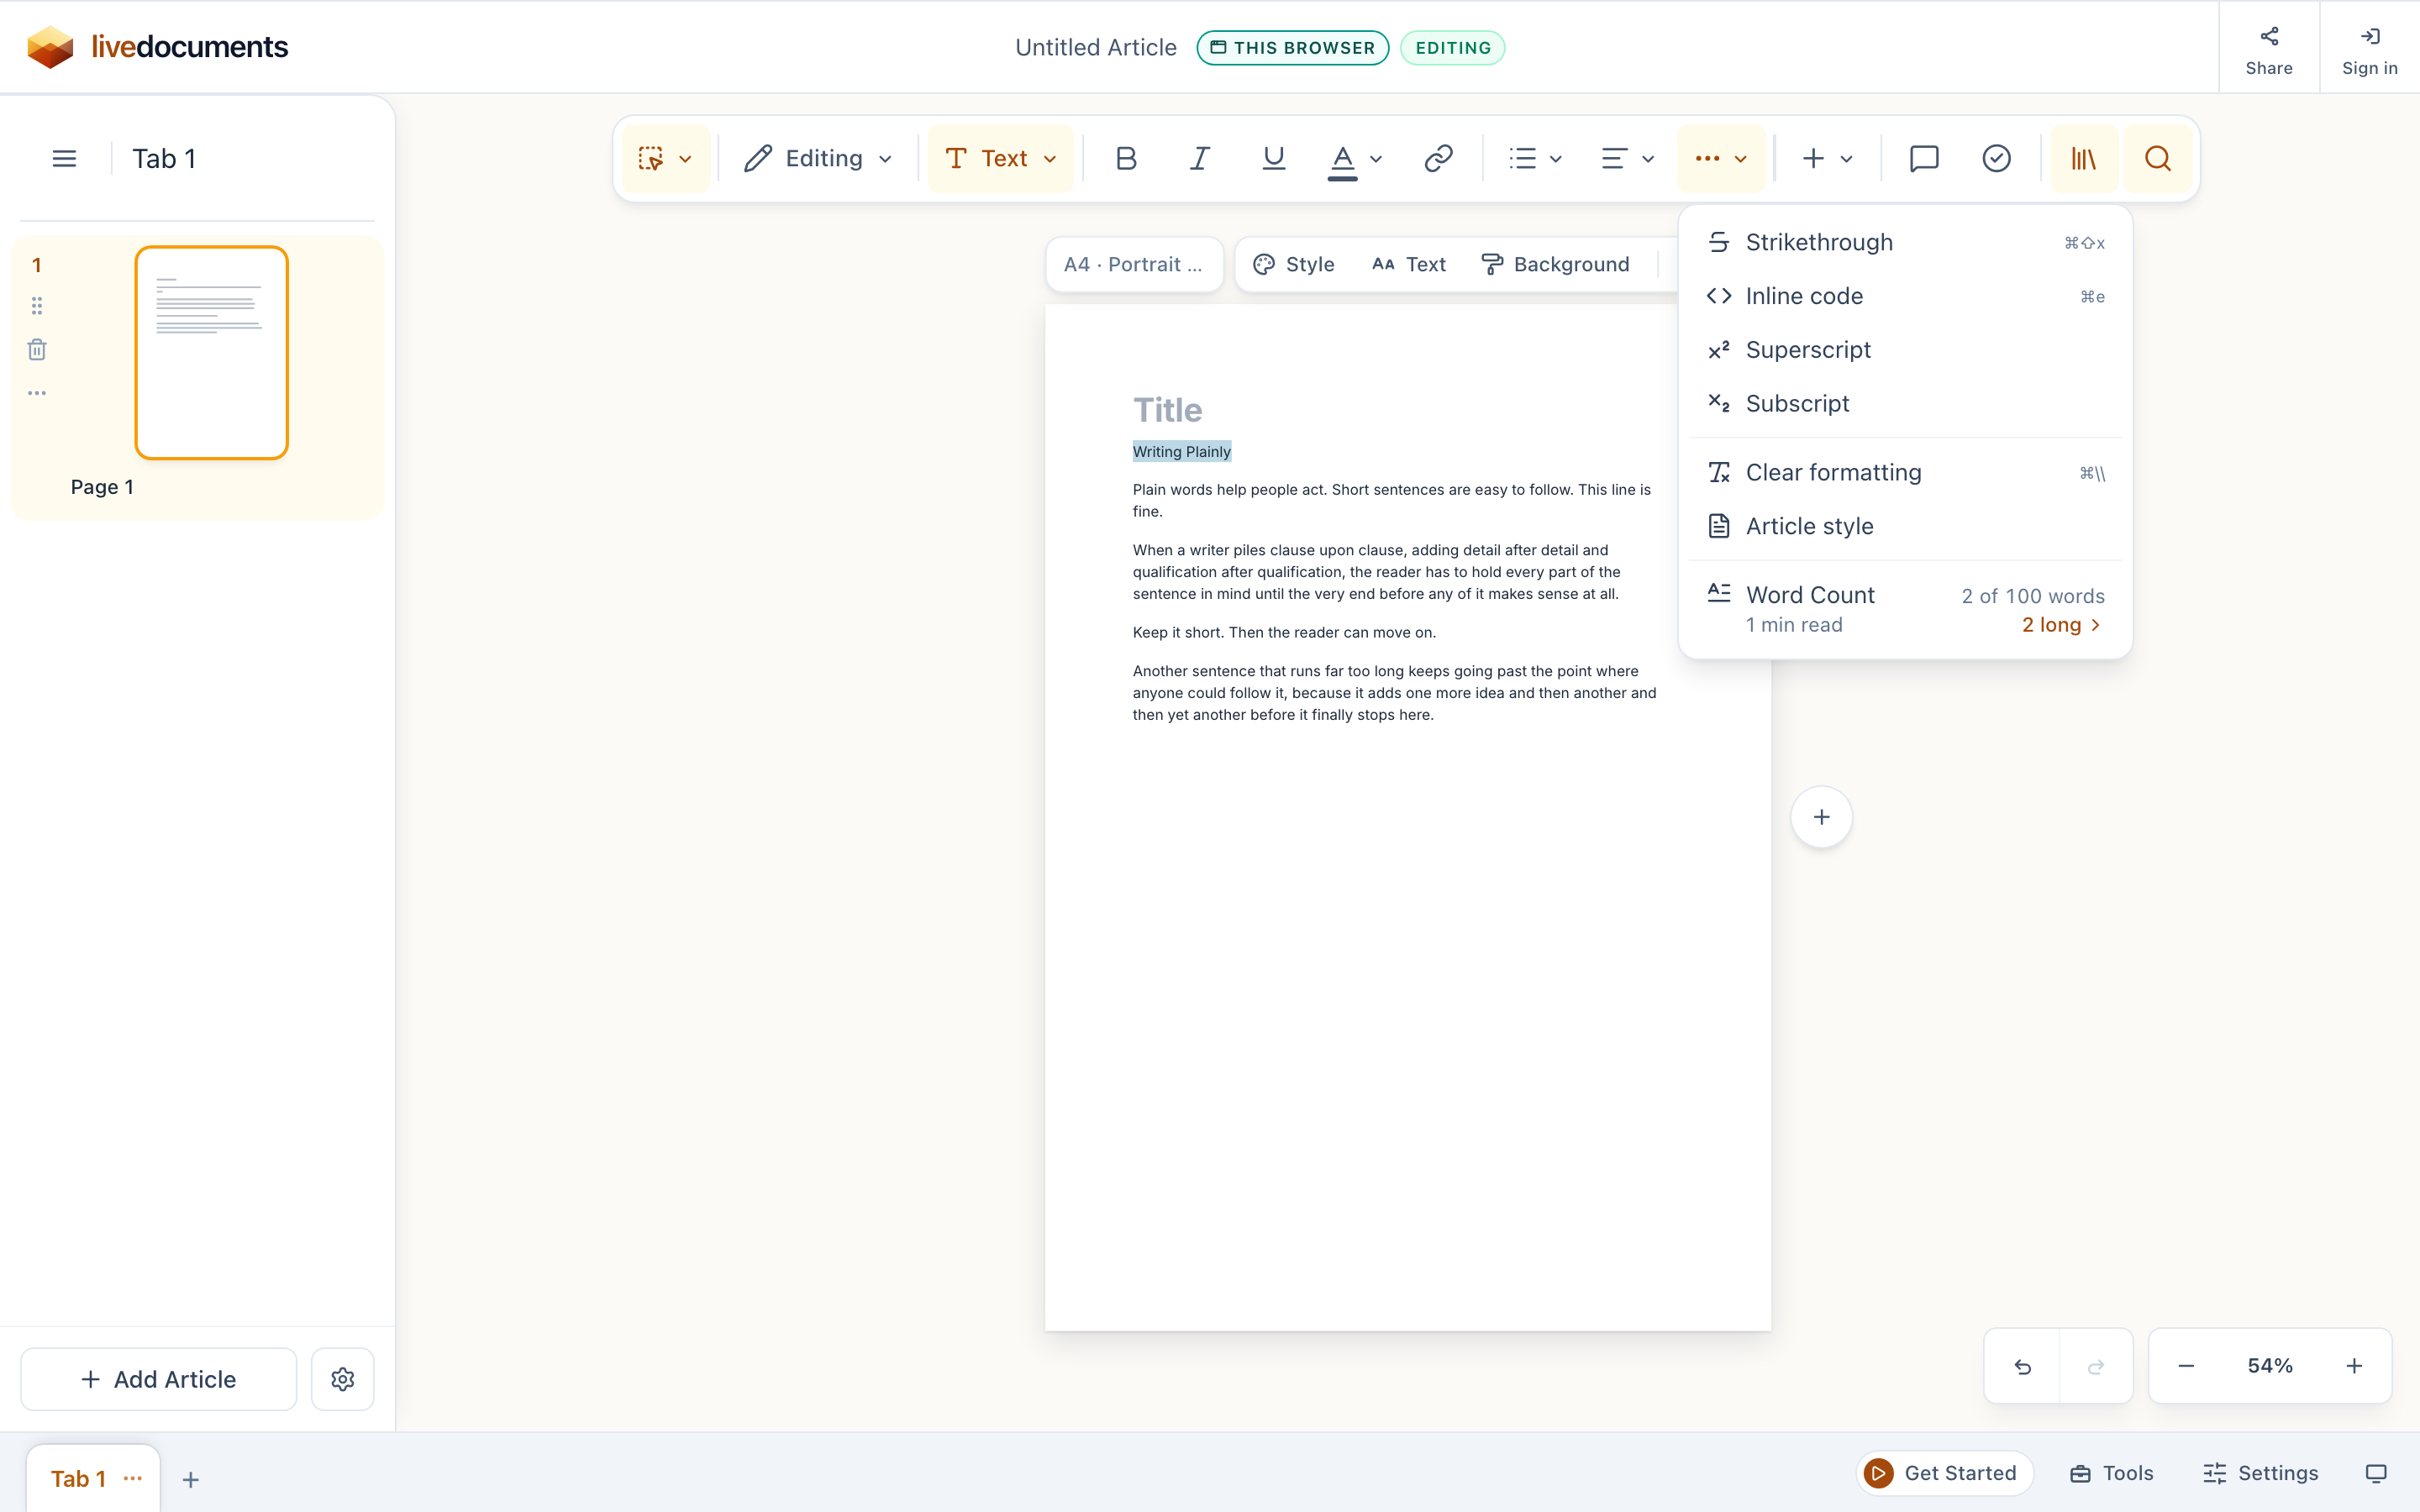 livedocuments
Untitled Article
THIS BROWSER
EDITING
Share
Sign in
Tab 1
Editing
Text
1
Page 1
A4 · Portrait ...
Style
Text
Background
Strikethrough ⌘⇧x
Inline code ⌘e
Superscript
Subscript
Clear formatting ⌘\\
Article style
Word Count 2 of 100 words
1 min read 2 long
Title
Writing Plainly
Plain words help people act. Short sentences are easy to follow. This line is
fine.
When a writer piles clause upon clause, adding detail after detail and
qualification after qualification, the reader has to hold every part of the
sentence in mind until the very end before any of it makes sense at all.
Keep it short. Then the reader can move on.
Another sentence that runs far too long keeps going past the point where
anyone could follow it, because it adds one more idea and then another and
then yet another before it finally stops here.
Add Article
54%
Tab 1
Get Started
Tools
Settings